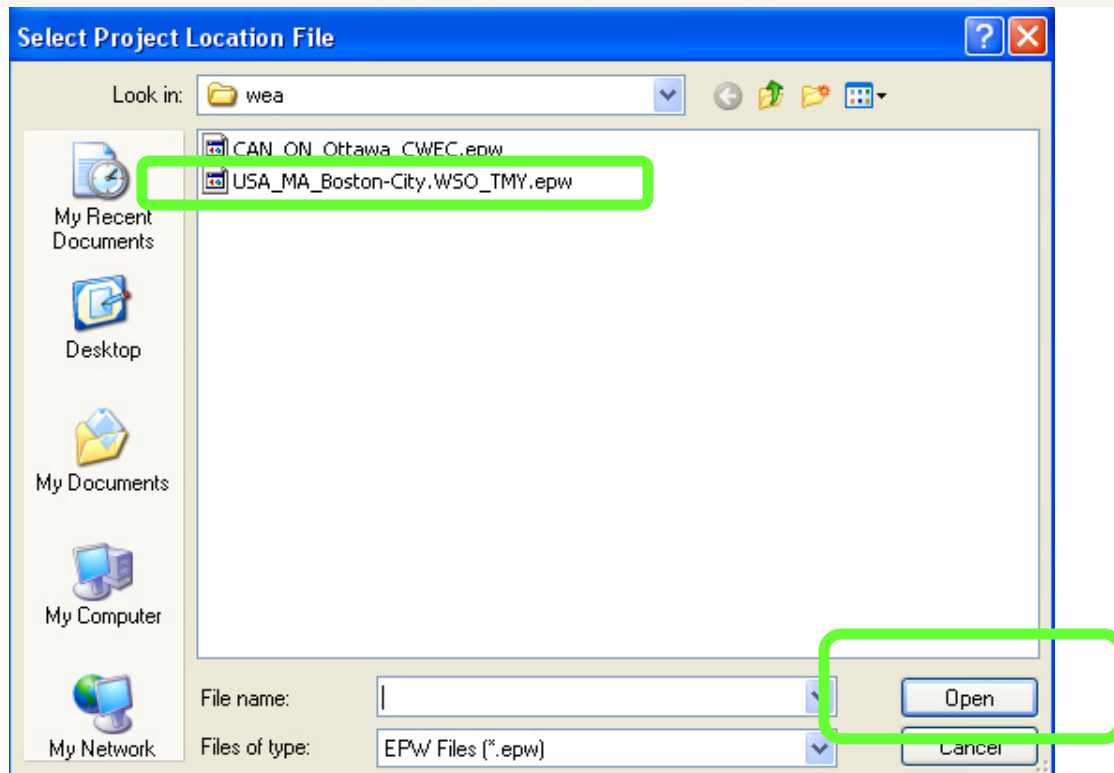 Select Project Location File
Look in: wea
CAN_ON_Ottawa_CWEC.epw
USA_MA_Boston-City.WSO_TMY.epw
My Recent
Documents
Desktop
My Documents
My Computer
My Network
File name:
Open
Files of type: EPW Files (*.epw)
Cancel